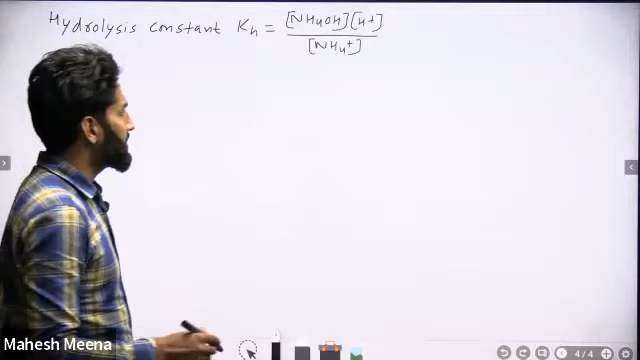 Hydrolysis constant Kh = [NH4OH][H+] / [NH4+]
Mahesh Meena
4/4